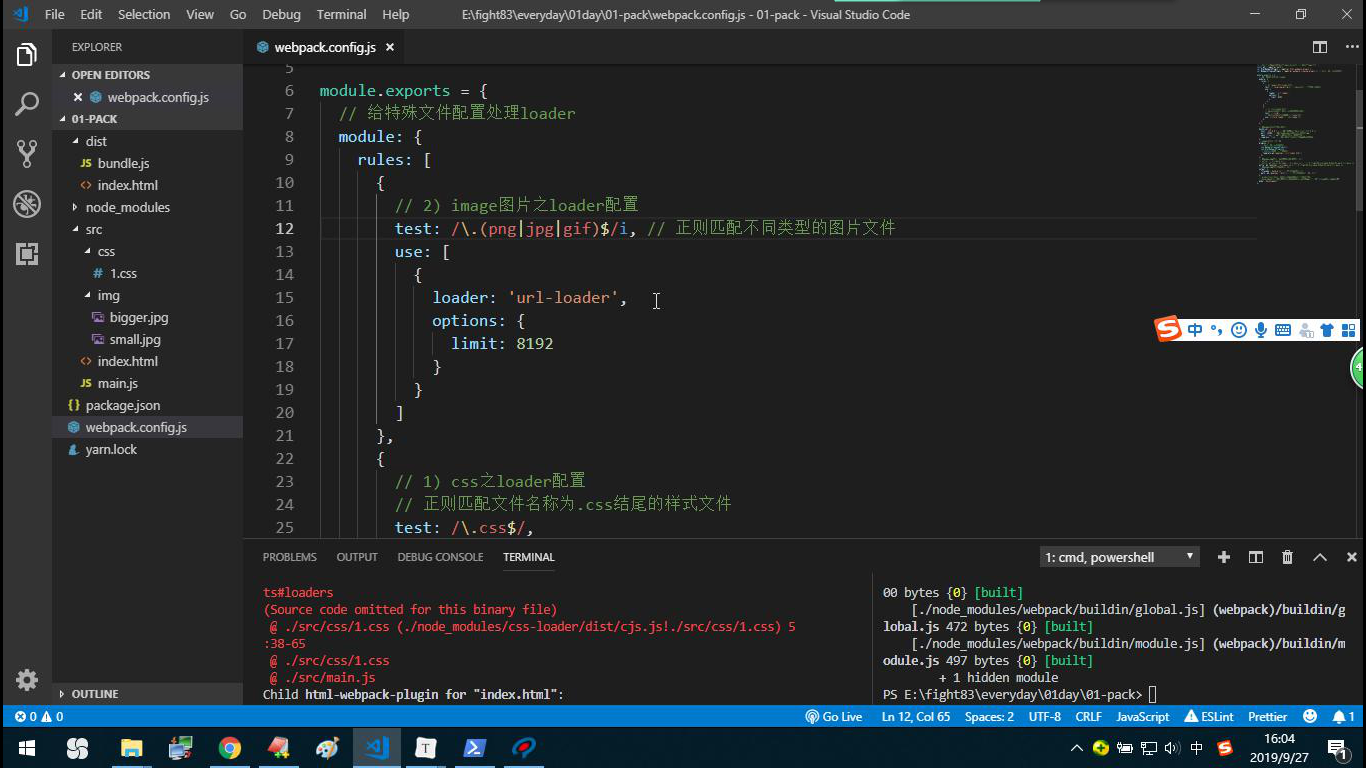 File Edit Selection View Go Debug Terminal Help E:\fight83\everyday\01day\01-pack\webpack.config.js - 01-pack - Visual Studio Code
EXPLORER
OPEN EDITORS
webpack.config.js
01-PACK
dist
JS bundle.js
<> index.html
node_modules
src
css
# 1.css
img
bigger.jpg
small.jpg
<> index.html
JS main.js
{} package.json
webpack.config.js
yarn.lock
OUTLINE
webpack.config.js
5
6 module.exports = {
7 // 给特殊文件配置处理loader
8 module: {
9 rules: [
10 {
11 // 2) image图片之loader配置
12 test: /\.(png|jpg|gif)$/i, // 正则匹配不同类型的图片文件
13 use: [
14 {
15 loader: 'url-loader',
16 options: {
17 limit: 8192
18 }
19 }
20 ]
21 },
22 {
23 // 1) css之loader配置
24 // 正则匹配文件名称为.css结尾的样式文件
25 test: /\.css$/,
中
PROBLEMS OUTPUT DEBUG CONSOLE TERMINAL 1: cmd, powershell
ts#loaders
(Source code omitted for this binary file)
@ ./src/css/1.css (./node_modules/css-loader/dist/cjs.js!./src/css/1.css) 5
:38-65
@ ./src/css/1.css
@ ./src/main.js
Child html-webpack-plugin for "index.html":
00 bytes {0} [built]
[./node_modules/webpack/buildin/global.js] (webpack)/buildin/g
lobal.js 472 bytes {0} [built]
[./node_modules/webpack/buildin/module.js] (webpack)/buildin/m
odule.js 497 bytes {0} [built]
+ 1 hidden module
PS E:\fight83\everyday\01day\01-pack>
0 0 Go Live Ln 12, Col 65 Spaces: 2 UTF-8 CRLF JavaScript ESLint Prettier 1
中 16:04
2019/9/27
1